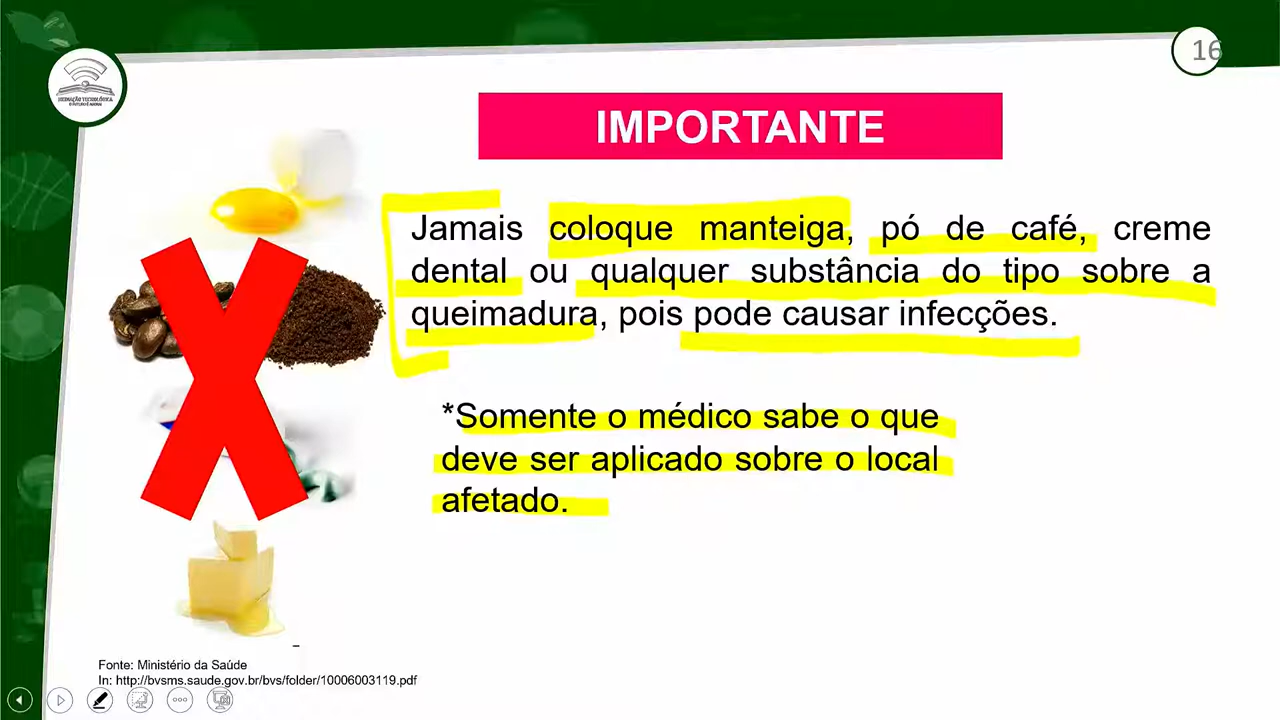 16
IMPORTANTE
Jamais coloque manteiga, pó de café, creme
dental ou qualquer substância do tipo sobre a
queimadura, pois pode causar infecções.
*Somente o médico sabe o que
deve ser aplicado sobre o local
afetado.
Fonte: Ministério da Saúde
In: http://bvsms.saude.gov.br/bvs/folder/10006003119.pdf